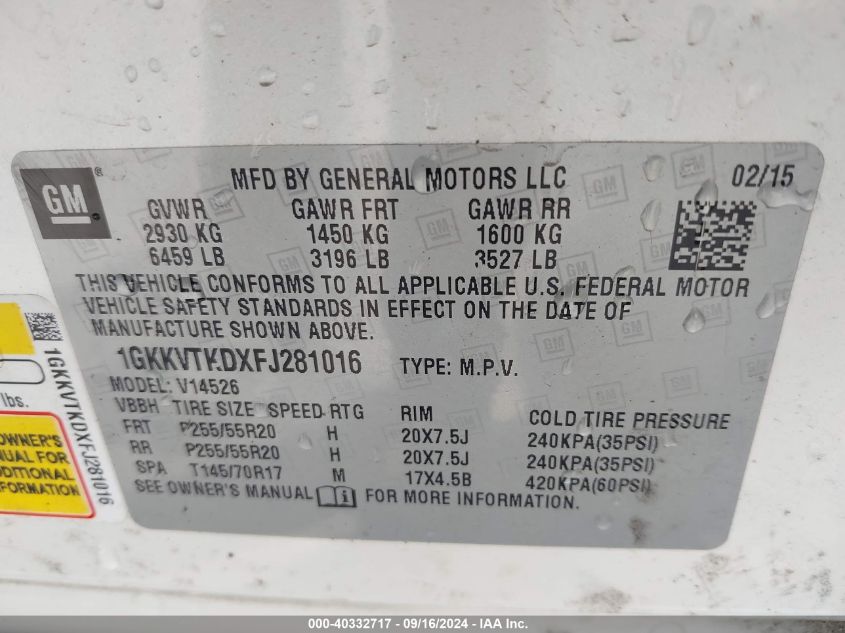 GM
MFD BY GENERAL MOTORS LLC 02/15
GVWR GAWR FRT GAWR RR
2930 KG 1450 KG 1600 KG
6459 LB 3196 LB 3527 LB
THIS VEHICLE CONFORMS TO ALL APPLICABLE U.S. FEDERAL MOTOR
VEHICLE SAFETY STANDARDS IN EFFECT ON THE DATE OF
MANUFACTURE SHOWN ABOVE.
1GKKVTKDXFJ281016 TYPE: M.P.V.
MODEL: V14526
VBBH TIRE SIZE SPEED RTG RIM COLD TIRE PRESSURE
FRT P255/55R20 H 20X7.5J 240KPA(35PSI)
RR P255/55R20 H 20X7.5J 240KPA(35PSI)
SPA T145/70R17 M 17X4.5B 420KPA(60PSI)
SEE OWNER'S MANUAL FOR MORE INFORMATION.
1GKKVTKDXFJ281016
lbs.
OWNER'S
MANUAL FOR
ADDITIONAL
INFORMATION
000-40332717 - 09/16/2024 - IAA Inc.